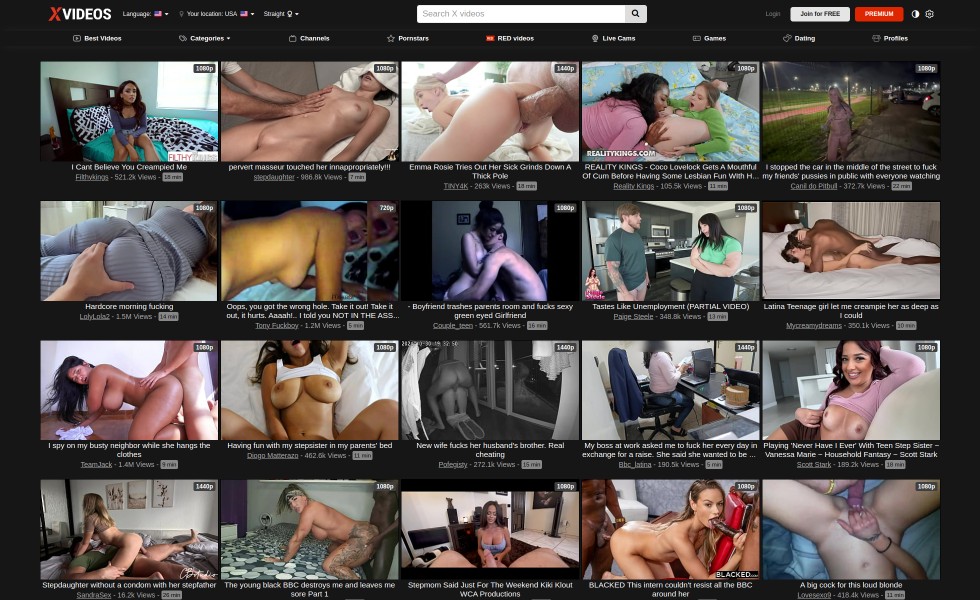 XVIDEOS
Language:
Your location: USA
Straight
Search X videos
Login
Join for FREE
PREMIUM
Best Videos
Categories
Channels
Pornstars
RED videos
Live Cams
Games
Dating
Profiles
1080p
1080p
1440p
1080p
1080p
REALITYKINGS.COM
I Cant Believe You Creampied Me
Filthykings - 521.2k Views - 18 min
pervert masseur touched her innappropriately!!!
stepdaughter - 986.8k Views - 7 min
Emma Rosie Tries Out Her Sick Grinds Down A
Thick Pole
TINY4K - 263k Views - 18 min
REALITY KINGS - Coco Lovelock Gets A Mouthful
Of Cum Before Having Some Lesbian Fun With H...
Reality Kings - 105.5k Views - 11 min
I stopped the car in the middle of the street to fuck
my friends' pussies in public with everyone watching
Canil do Pitbull - 372.7k Views - 22 min
1080p
720p
1080p
1080p
1080p
Hardcore morning fucking
LolyLola2 - 1.5M Views - 14 min
Oops, you got the wrong hole. Take it out! Take it
out, it hurts. Aaaah!.. I told you NOT IN THE ASS...
Tony Fuckboy - 1.2M Views - 5 min
- Boyfriend trashes parents room and fucks sexy
green eyed Girlfriend
Couple_teen - 561.7k Views - 16 min
Tastes Like Unemployment (PARTIAL VIDEO)
Paige Steele - 348.8k Views - 13 min
Latina Teenage girl let me creampie her as deep as
I could
Mycreamydreams - 350.1k Views - 10 min
1080p
1080p
1440p
1440p
1080p
I spy on my busty neighbor while she hangs the
clothes
TeamJack - 1.4M Views - 9 min
Having fun with my stepsister in my parents' bed
Diogo Matterazo - 462.6k Views - 11 min
New wife fucks her husband's brother. Real
cheating
Pofegisty - 272.1k Views - 15 min
My boss at work asked me to fuck her every day in
exchange for a raise. She said she wanted to be ...
Bbc_latina - 190.5k Views - 5 min
Playing 'Never Have I Ever' With Teen Step Sister ~
Vanessa Marie ~ Household Fantasy ~ Scott Stark
Scott Stark - 189.2k Views - 18 min
1440p
1080p
1080p
1080p
1080p
BLACKED
Stepdaughter without a condom with her stepfather
SandraSex - 16.2k Views - 26 min
The young black BBC destroys me and leaves me
sore Part 1
Stepmom Said Just For The Weekend Kiki Klout
WCA Productions
BLACKED This intern couldn't resist all the BBC
around her
A big cock for this loud blonde
Lovesexo9 - 418.4k Views - 11 min